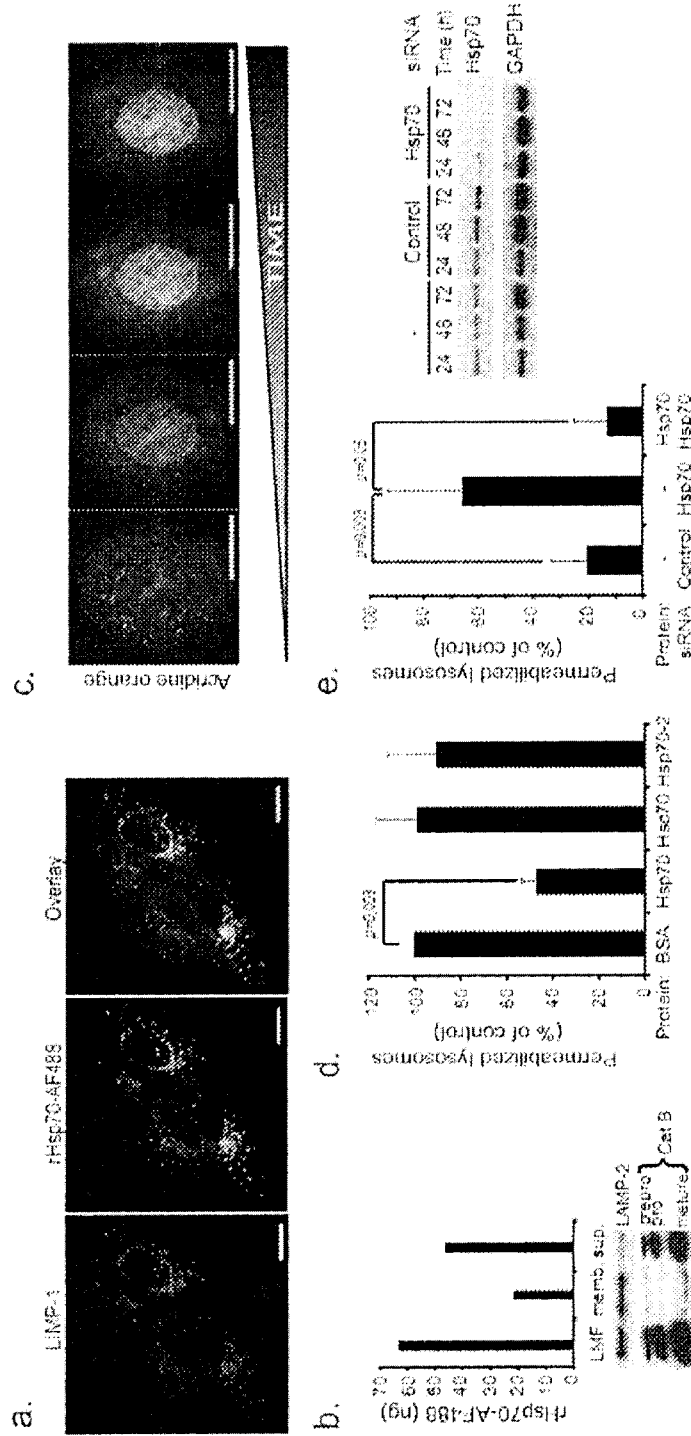 a.
LIMP-1
rHsp70-AF488
Overlay
b.
rHsp70-AF488 (ng)
70
60
50
40
30
20
10
0
LMF memb. sup.
LAMP-2
prepro
pro
mature
Cat B
c.
Acridine orange
TIME
d.
Permeabilized lysosomes
(% of control)
120
100
80
60
40
20
0
Protein: BSA Hsp70 Hsc70 Hsp70-2
e.
Permeabilized lysosomes
(% of control)
100
80
60
40
20
0
Protein: - - Hsp70
siRNA Control Hsp70 Hsp70
- Control Hsp70 siRNA
24 48 72 24 48 72 24 48 72 Time (h)
Hsp70
GAPDH